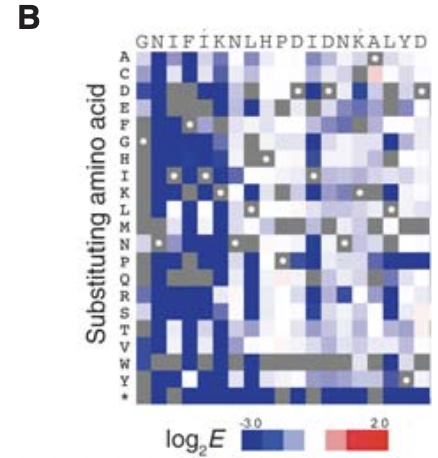 B
GNIFIKNLHPDIDNKALYD
Substituting amino acid
A
C
D
E
F
G
H
I
K
L
M
N
P
Q
R
S
T
V
W
Y
*
log2E
-3.0 2.0